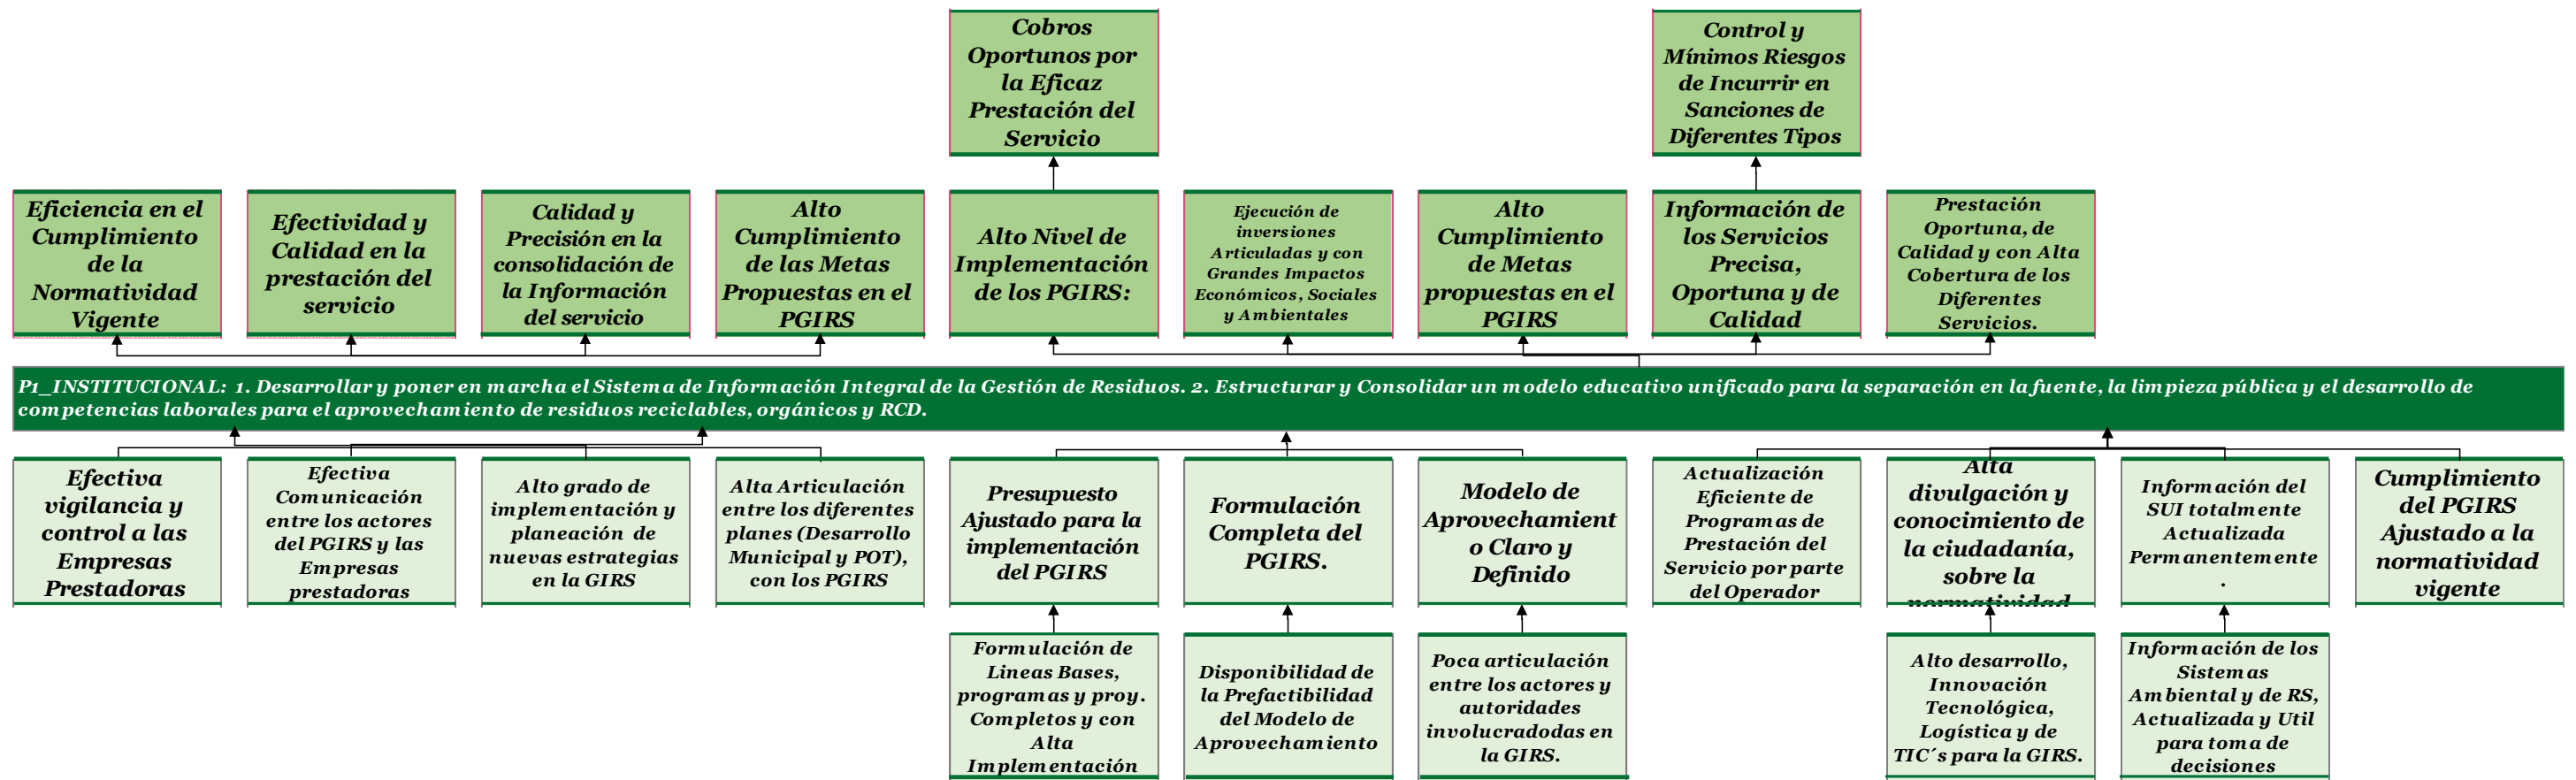 Cobros
Oportunos por
la Eficaz
Prestación del
Servicio
Control y
Mínimos Riesgos
de Incurrir en
Sanciones de
Diferentes Tipos
Eficiencia en el
Cumplimiento
de la
Normatividad
Vigente
Efectividad y
Calidad en la
prestación del
servicio
Calidad y
Precisión en la
consolidación de
la Información
del servicio
Alto
Cumplimiento
de las Metas
Propuestas en el
PGIRS
Alto Nivel de
Implementación
de los PGIRS:
Ejecución de
inversiones
Articuladas y con
Grandes Impactos
Económicos, Sociales
y Ambientales
Alto
Cumplimiento
de Metas
propuestas en el
PGIRS
Información de
los Servicios
Precisa,
Oportuna y de
Calidad
Prestación
Oportuna, de
Calidad y con Alta
Cobertura de los
Diferentes
Servicios.
P1_INSTITUCIONAL: 1. Desarrollar y poner en marcha el Sistema de Información Integral de la Gestión de Residuos. 2. Estructurar y Consolidar un modelo educativo unificado para la separación en la fuente, la limpieza pública y el desarrollo de
competencias laborales para el aprovechamiento de residuos reciclables, orgánicos y RCD.
Efectiva
vigilancia y
control a las
Empresas
Prestadoras
Efectiva
Comunicación
entre los actores
del PGIRS y las
Empresas
prestadoras
Alto grado de
implementación y
planeación de
nuevas estrategias
en la GIRS
Alta Articulación
entre los diferentes
planes (Desarrollo
Municipal y POT),
con los PGIRS
Presupuesto
Ajustado para la
implementación
del PGIRS
Formulación
Completa del
PGIRS.
Modelo de
Aprovechamient
o Claro y
Definido
Actualización
Eficiente de
Programas de
Prestación del
Servicio por parte
del Operador
Alta
divulgación y
conocimiento de
la ciudadanía,
sobre la
normatividad
Información del
SUI totalmente
Actualizada
Permanentemente
.
Cumplimiento
del PGIRS
Ajustado a la
normatividad
vigente
Formulación de
Lineas Bases,
programas y proy.
Completos y con
Alta
Implementación
Disponibilidad de
la Prefactibilidad
del Modelo de
Aprovechamiento
Poca articulación
entre los actores y
autoridades
involucradodas en
la GIRS.
Alto desarrollo,
Innovación
Tecnológica,
Logística y de
TIC´s para la GIRS.
Información de los
Sistemas
Ambiental y de RS,
Actualizada y Util
para toma de
decisiones